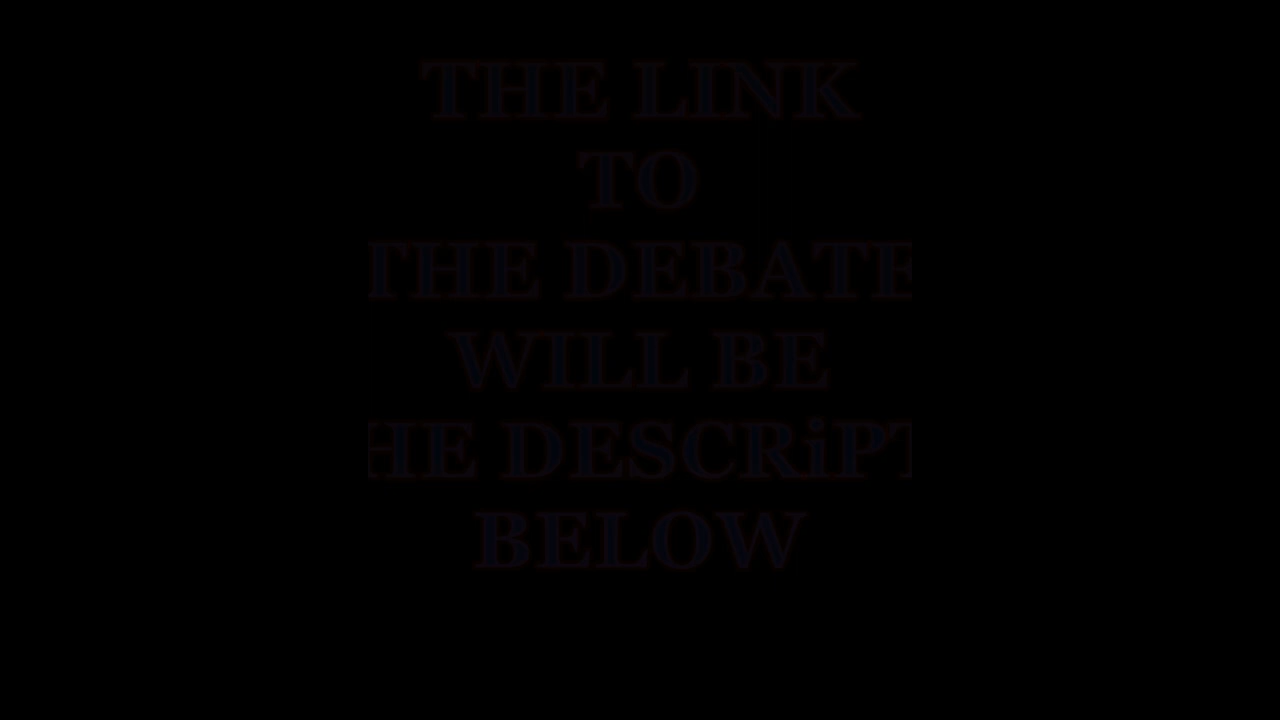 THE LINK
TO
THE DEBATE
WILL BE
HE DESCRiPT
BELOW